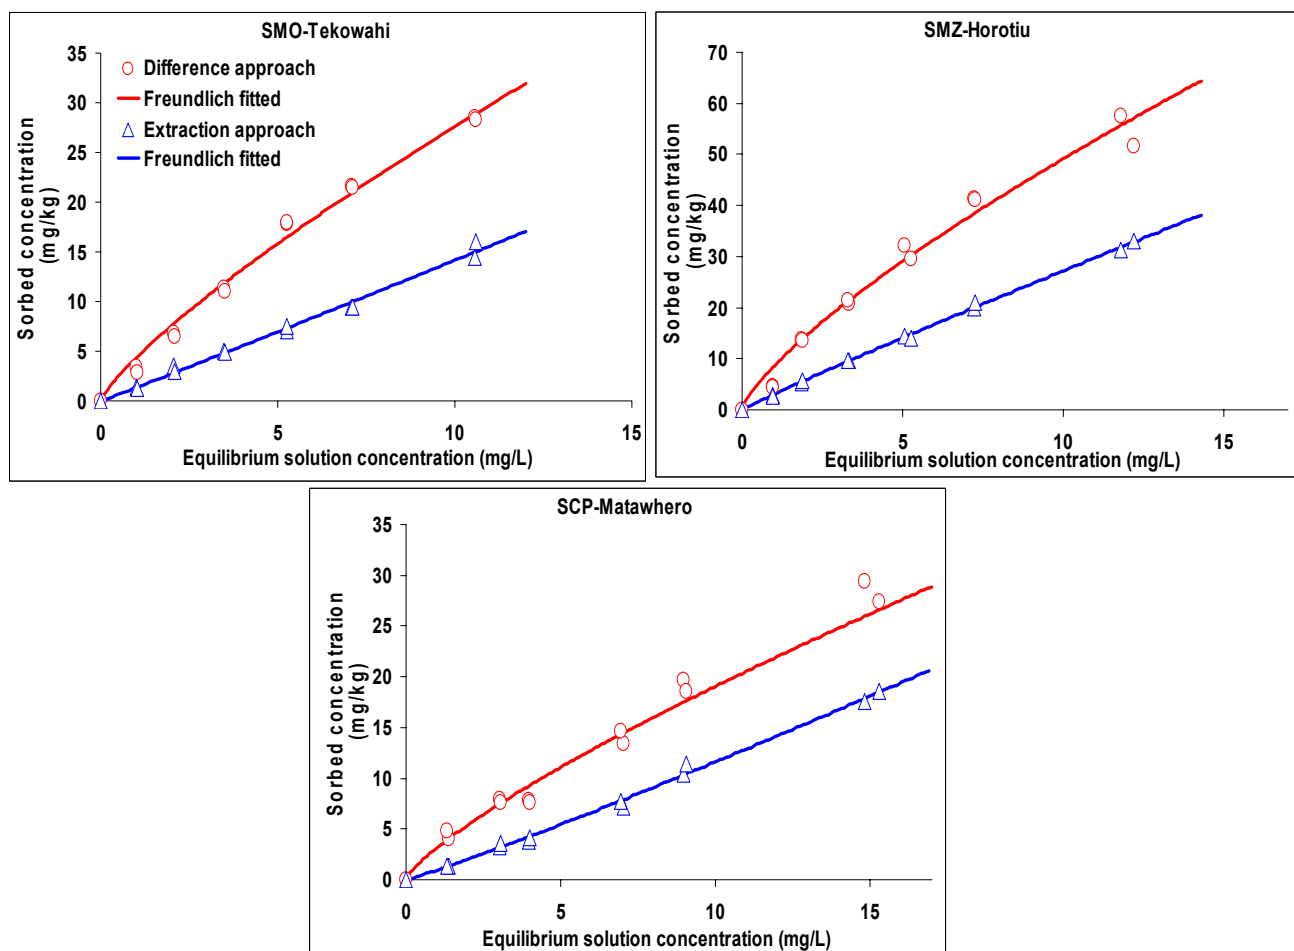 SMO-Tekowahi
35
30
25
20
15
10
5
0
Sorbed concentration
(mg/kg)
Difference approach
Freundlich fitted
Extraction approach
Freundlich fitted
0 5 10 15
Equilibrium solution concentration (mg/L)
SMZ-Horotiu
70
60
50
40
30
20
10
0
Sorbed concentration
(mg/kg)
0 5 10 15
Equilibrium solution concentration (mg/L)
SCP-Matawhero
35
30
25
20
15
10
5
0
Sorbed concentration
(mg/kg)
0 5 10 15
Equilibrium solution concentration (mg/L)